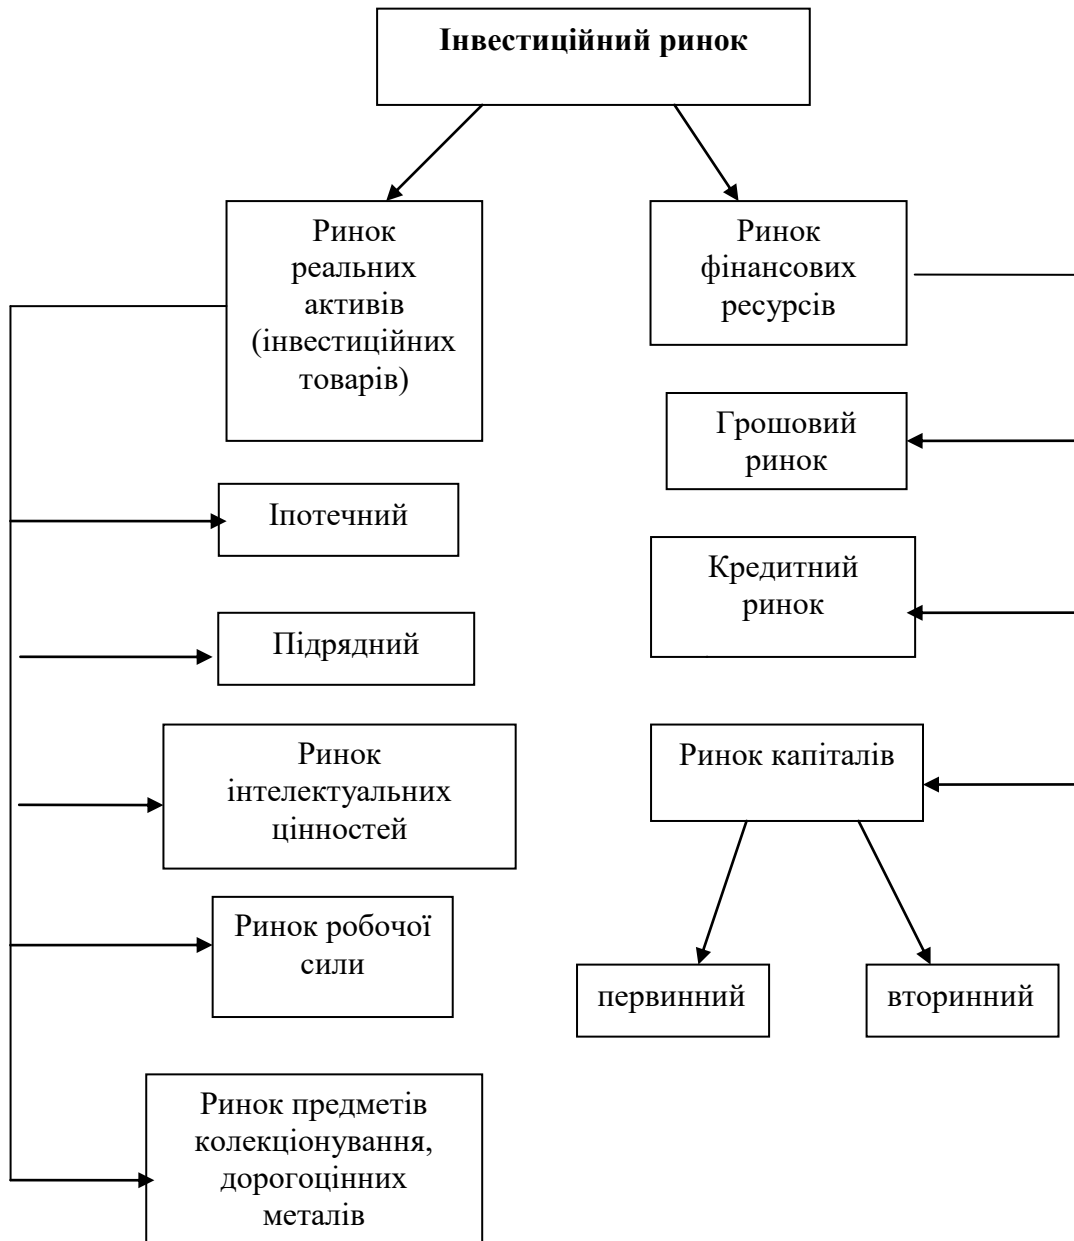 Інвестиційний ринок
Ринок
реальних
активів
(інвестиційних
товарів)
Ринок
фінансових
ресурсів
Грошовий
ринок
Іпотечний
Кредитний
ринок
Підрядний
Ринок
інтелектуальних
цінностей
Ринок капіталів
Ринок робочої
сили
первинний
вторинний
Ринок предметів
колекціонування,
дорогоцінних
металів